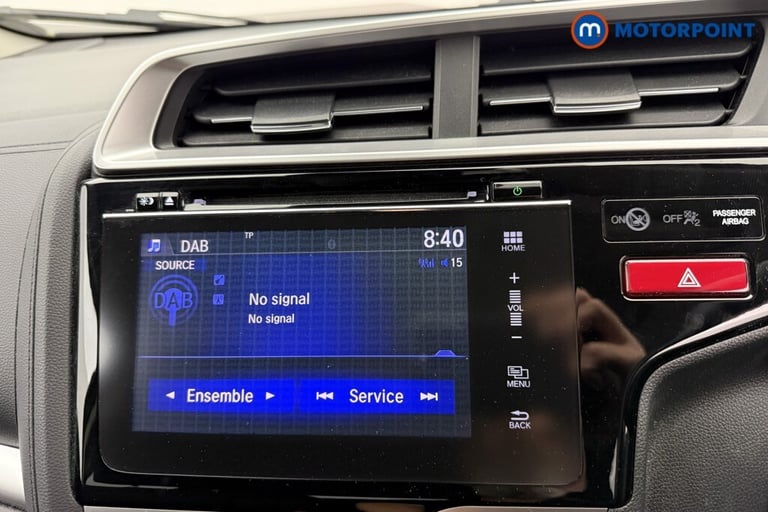 m MOTORPOINT
TP
DAB
8:40
SOURCE
15
DAB
No signal
No signal
Ensemble
Service
HOME
+
VOL
-
MENU
BACK
ON
OFF
2
PASSENGER
AIRBAG